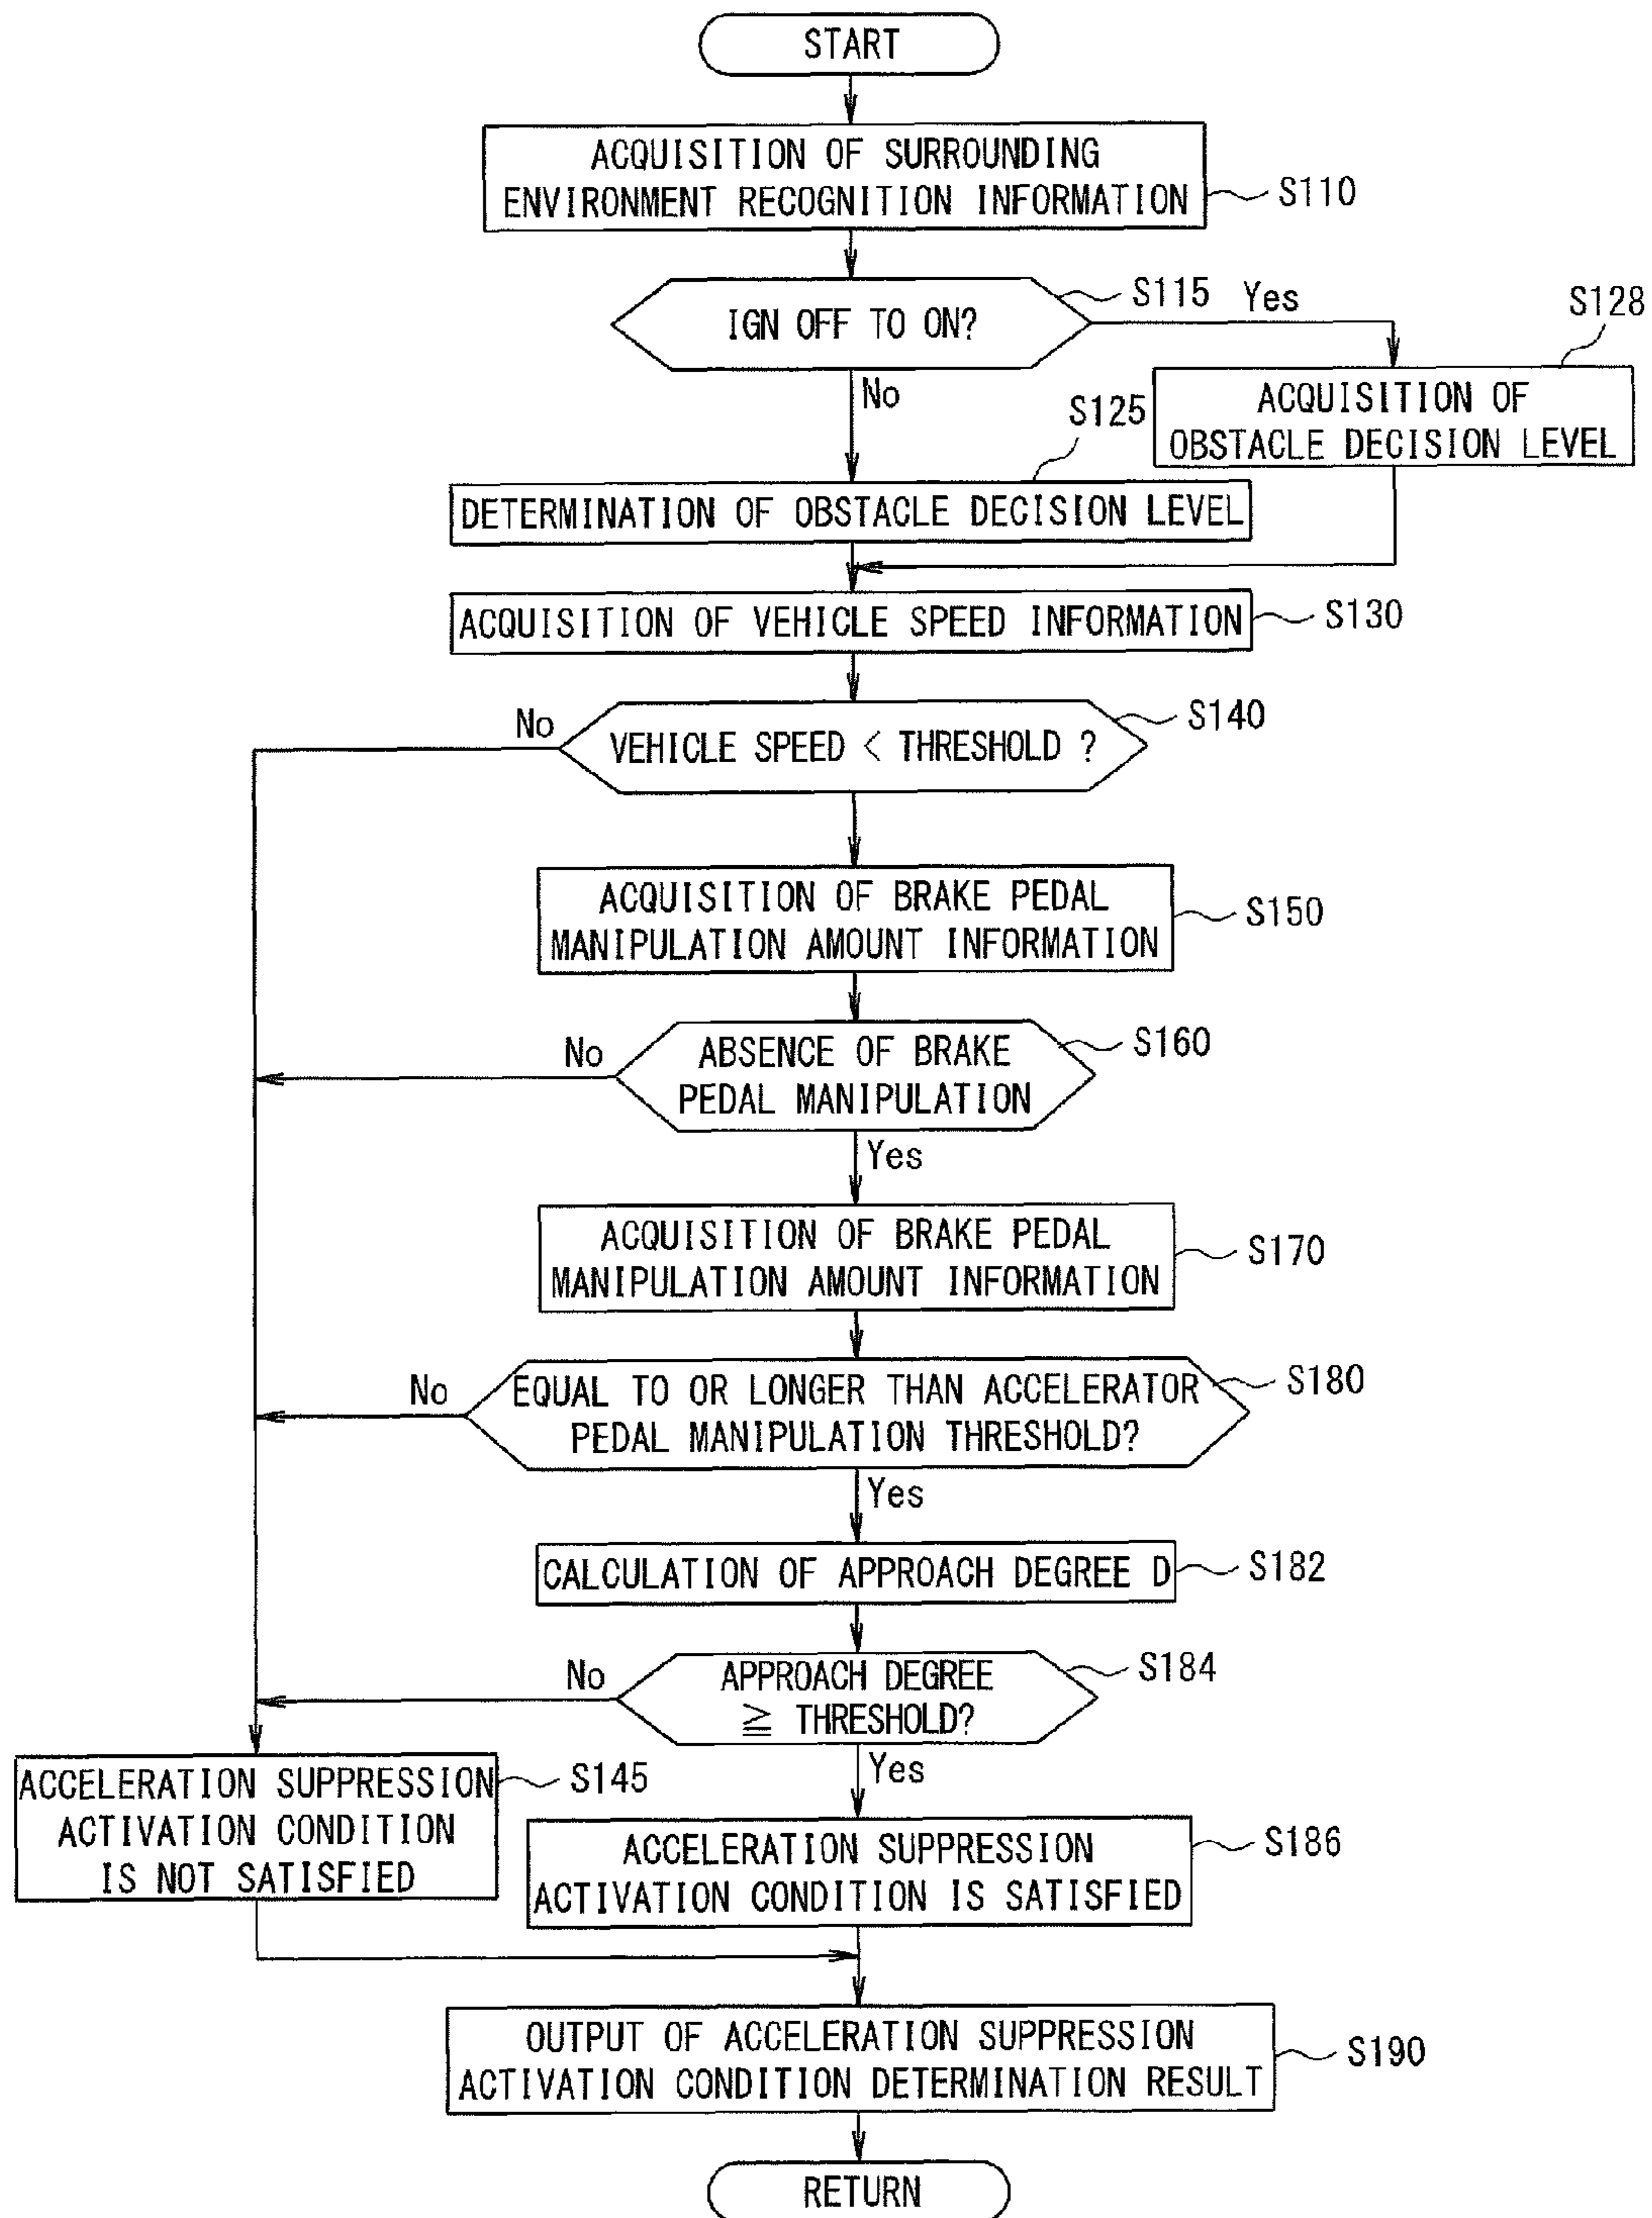 START
ACQUISITION OF SURROUNDING
ENVIRONMENT RECOGNITION INFORMATION
S110
IGN OFF TO ON?
S115
Yes
S128
No
ACQUISITION OF
OBSTACLE DECISION LEVEL
S125
DETERMINATION OF OBSTACLE DECISION LEVEL
ACQUISITION OF VEHICLE SPEED INFORMATION
S130
No
VEHICLE SPEED < THRESHOLD ?
S140
ACQUISITION OF BRAKE PEDAL
MANIPULATION AMOUNT INFORMATION
S150
No
ABSENCE OF BRAKE
PEDAL MANIPULATION
S160
Yes
ACQUISITION OF BRAKE PEDAL
MANIPULATION AMOUNT INFORMATION
S170
No
EQUAL TO OR LONGER THAN ACCELERATOR
PEDAL MANIPULATION THRESHOLD?
S180
Yes
CALCULATION OF APPROACH DEGREE D
S182
No
APPROACH DEGREE
≧ THRESHOLD?
S184
Yes
ACCELERATION SUPPRESSION
ACTIVATION CONDITION
IS NOT SATISFIED
S145
ACCELERATION SUPPRESSION
ACTIVATION CONDITION IS SATISFIED
S186
OUTPUT OF ACCELERATION SUPPRESSION
ACTIVATION CONDITION DETERMINATION RESULT
S190
RETURN